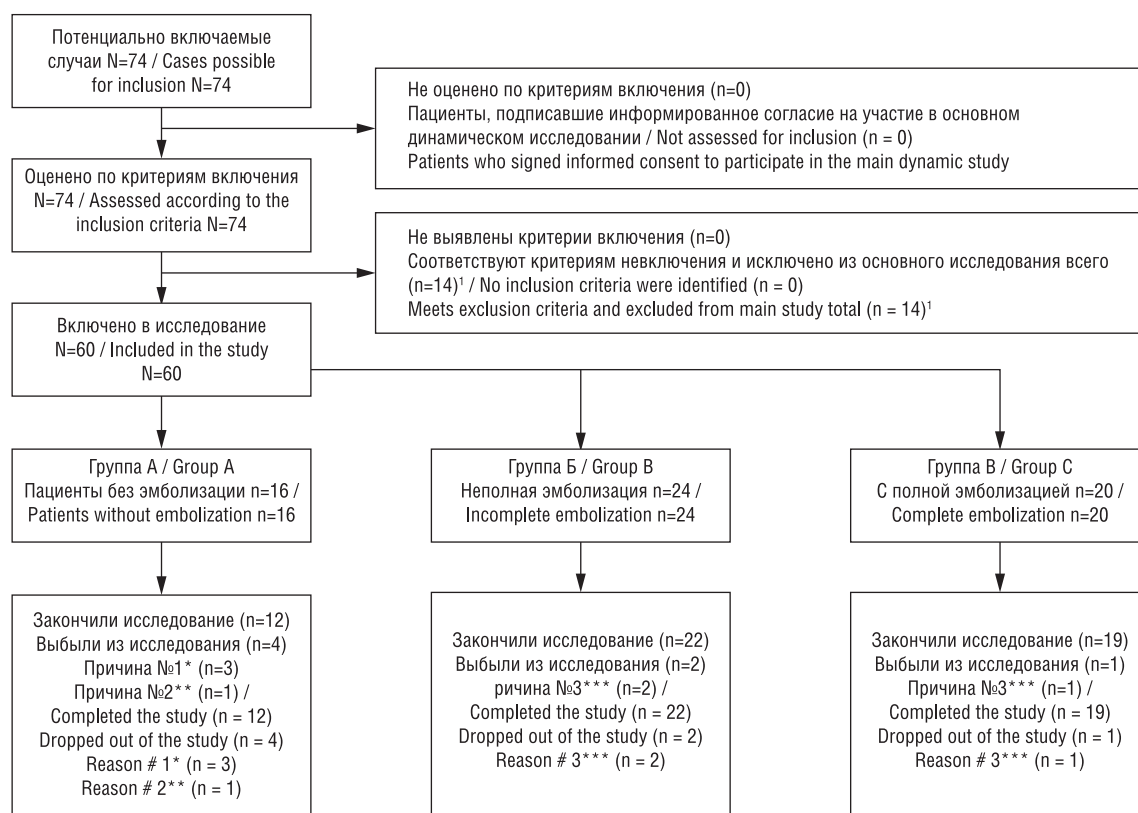 Потенциально включаемые
случаи N=74 / Cases possible
for inclusion N=74
Не оценено по критериям включения (n=0)
Пациенты, подписавшие информированное согласие на участие в основном
динамическом исследовании / Not assessed for inclusion (n = 0)
Patients who signed informed consent to participate in the main dynamic study
Оценено по критериям включения
N=74 / Assessed according to the
inclusion criteria N=74
Не выявлены критерии включения (n=0)
Соответствуют критериям невключения и исключено из основного исследования всего
(n=14)¹ / No inclusion criteria were identified (n = 0)
Meets exclusion criteria and excluded from main study total (n = 14)¹
Включено в исследование
N=60 / Included in the study
N=60
Группа А / Group A
Пациенты без эмболизации n=16 /
Patients without embolization n=16
Группа Б / Group B
Неполная эмболизация n=24 /
Incomplete embolization n=24
Группа В / Group C
С полной эмболизацией n=20 /
Complete embolization n=20
Закончили исследование (n=12)
Выбыли из исследования (n=4)
Причина №1* (n=3)
Причина №2** (n=1) /
Completed the study (n = 12)
Dropped out of the study (n = 4)
Reason # 1* (n = 3)
Reason # 2** (n = 1)
Закончили исследование (n=22)
Выбыли из исследования (n=2)
ричина №3*** (n=2) /
Completed the study (n = 22)
Dropped out of the study (n = 2)
Reason # 3*** (n = 2)
Закончили исследование (n=19)
Выбыли из исследования (n=1)
Причина №3*** (n=1) /
Completed the study (n = 19)
Dropped out of the study (n = 1)
Reason # 3*** (n = 1)